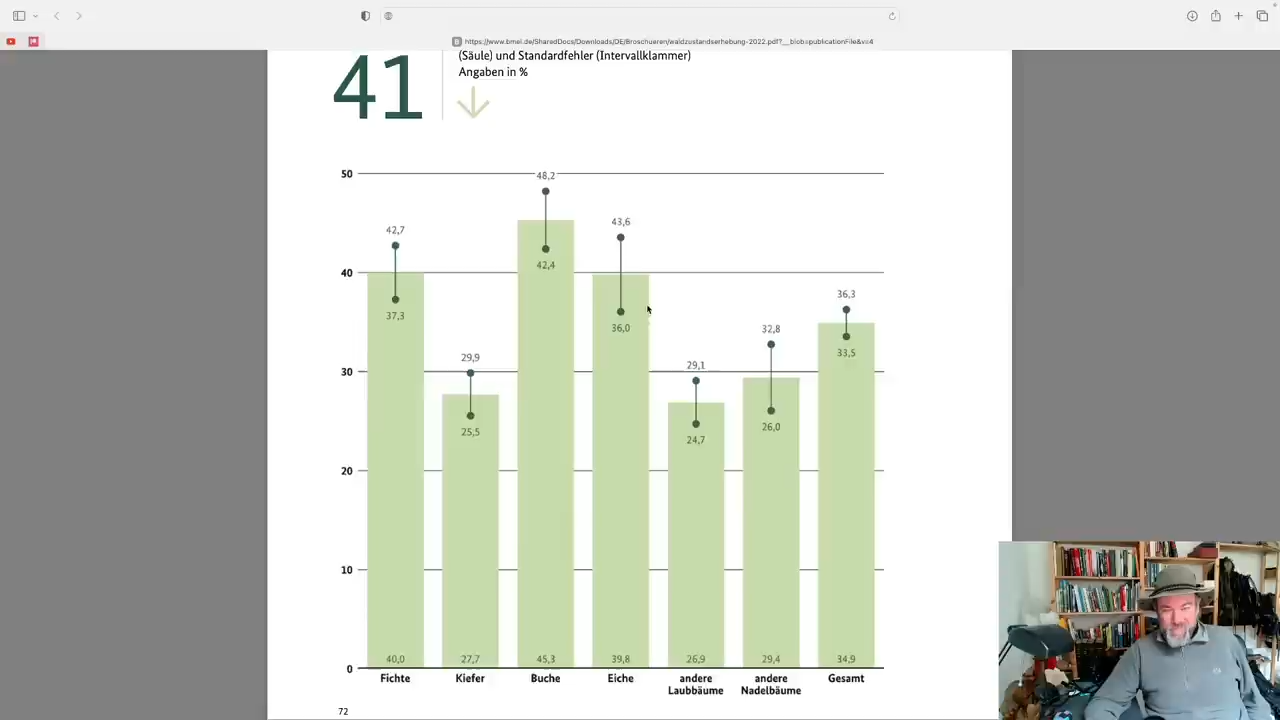 https://www.bmel.de/SharedDocs/Downloads/DE/Broschueren/waldzustandserhebung-2022.pdf?__blob=publicationFile&v=4
41
(Säule) und Standardfehler (Intervallklammer)
Angaben in %
50
40
30
20
10
0
42,7
37,3
40,0
29,9
25,5
27,7
48,2
42,4
45,3
43,6
36,0
39,8
29,1
24,7
26,9
32,8
26,0
29,4
36,3
33,5
34,9
Fichte
Kiefer
Buche
Eiche
andere
Laubbäume
andere
Nadelbäume
Gesamt
72